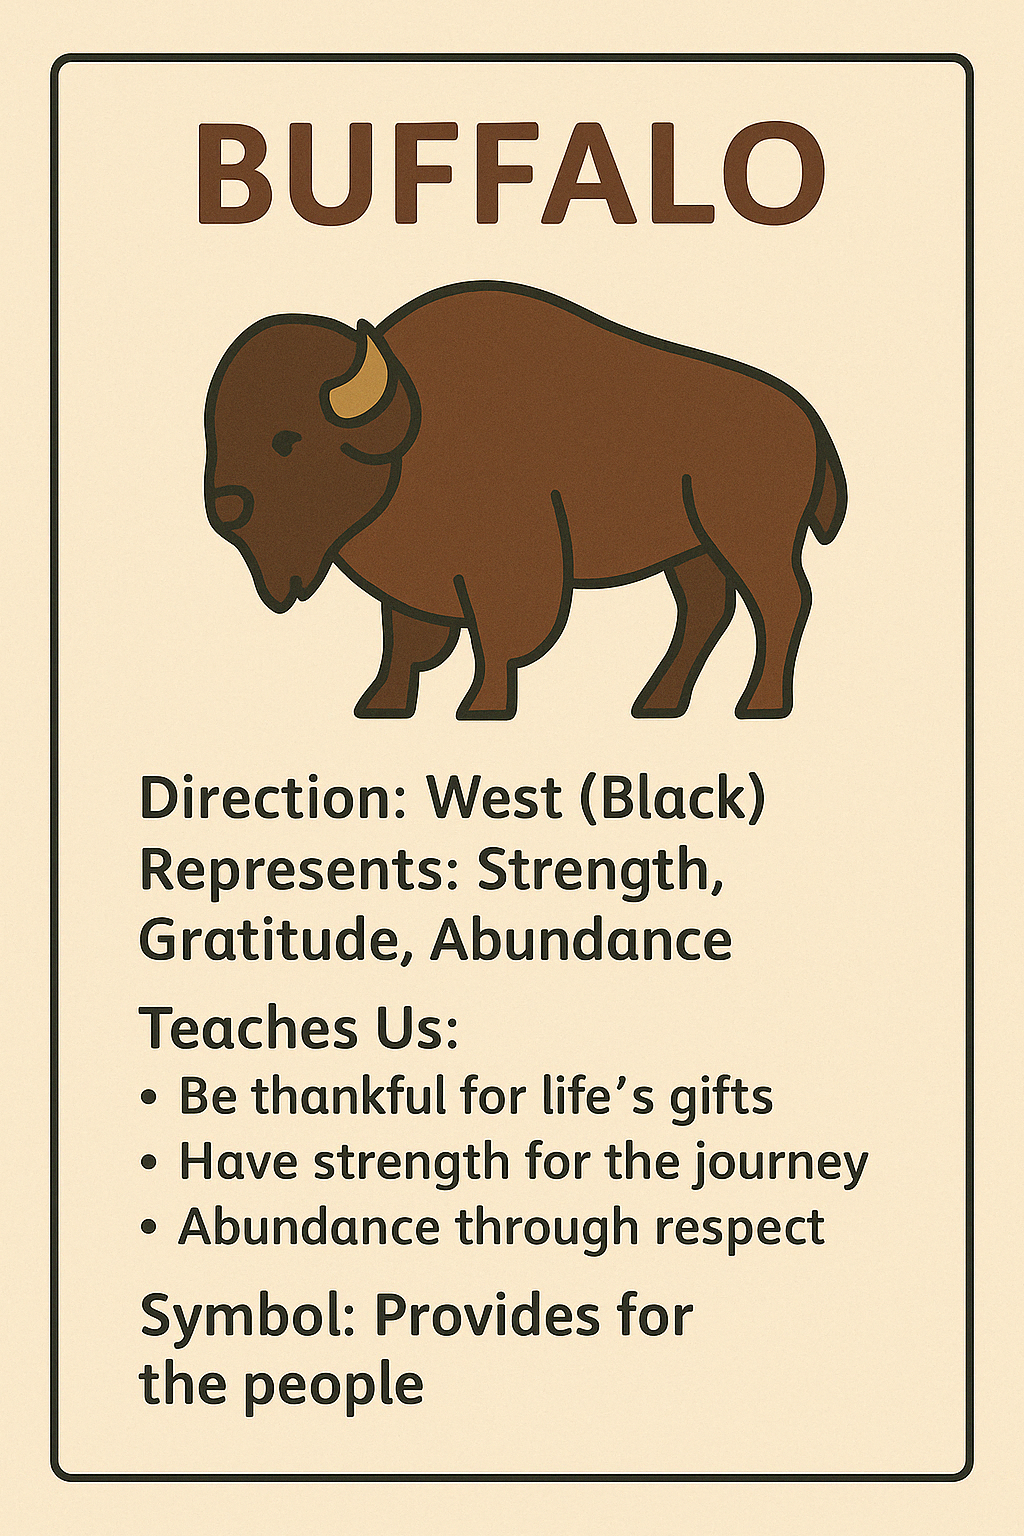 BUFFALO
Direction: West (Black)
Represents: Strength,
Gratitude, Abundance
Teaches Us:
• Be thankful for life’s gifts
• Have strength for the journey
• Abundance through respect
Symbol: Provides for
the people